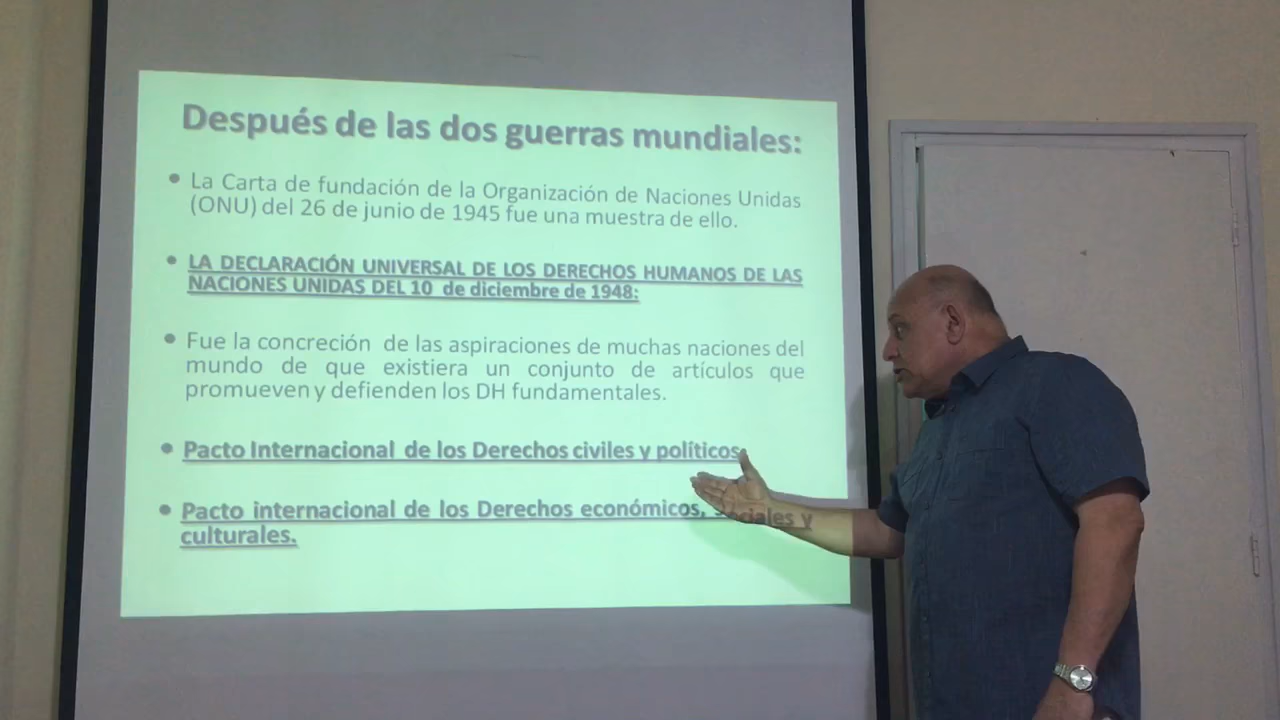 Después de las dos guerras mundiales:
• La Carta de fundación de la Organización de Naciones Unidas
(ONU) del 26 de junio de 1945 fue una muestra de ello.
• LA DECLARACIÓN UNIVERSAL DE LOS DERECHOS HUMANOS DE LAS
NACIONES UNIDAS DEL 10 de diciembre de 1948:
• Fue la concreción de las aspiraciones de muchas naciones del
mundo de que existiera un conjunto de artículos que
promueven y defienden los DH fundamentales.
• Pacto Internacional de los Derechos civiles y políticos.
• Pacto internacional de los Derechos económicos, sociales y
culturales.